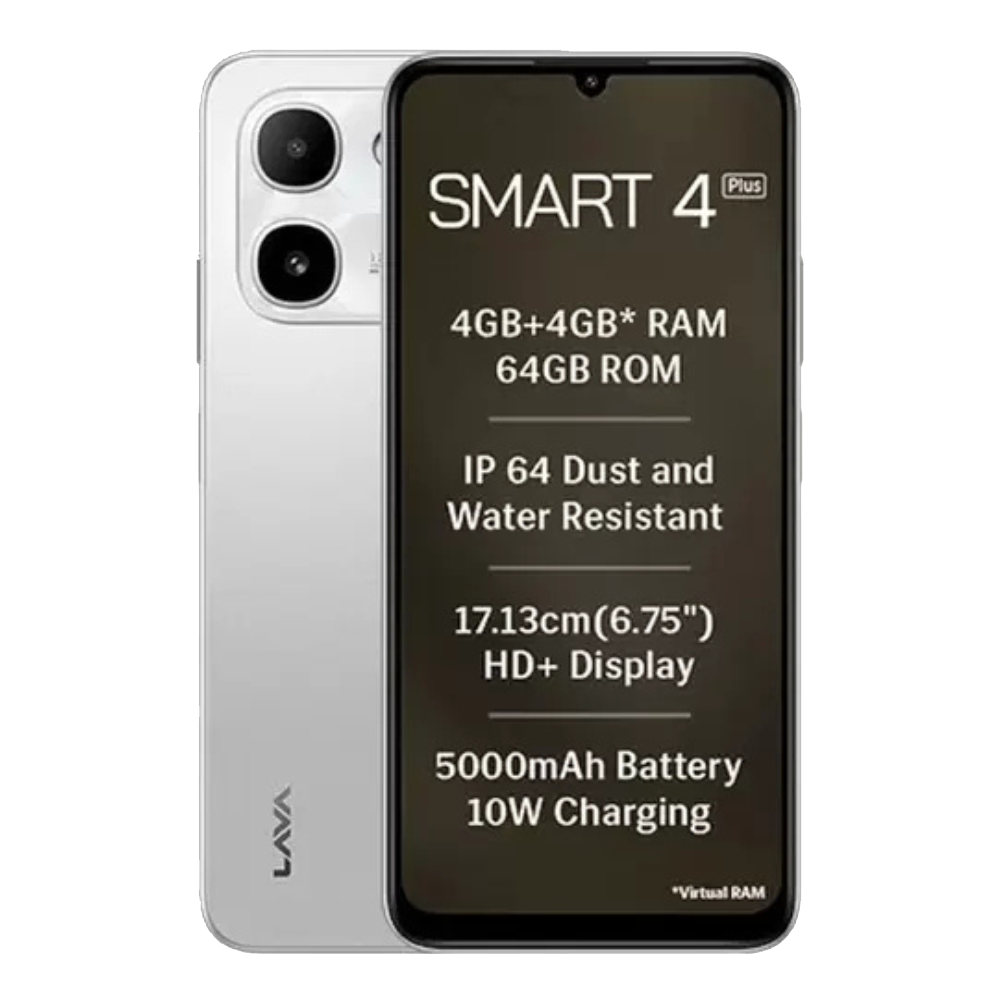 SMART 4 Plus
4GB+4GB* RAM
64GB ROM
IP 64 Dust and
Water Resistant
17.13cm(6.75")
HD+ Display
5000mAh Battery
10W Charging
*Virtual RAM
LAVA